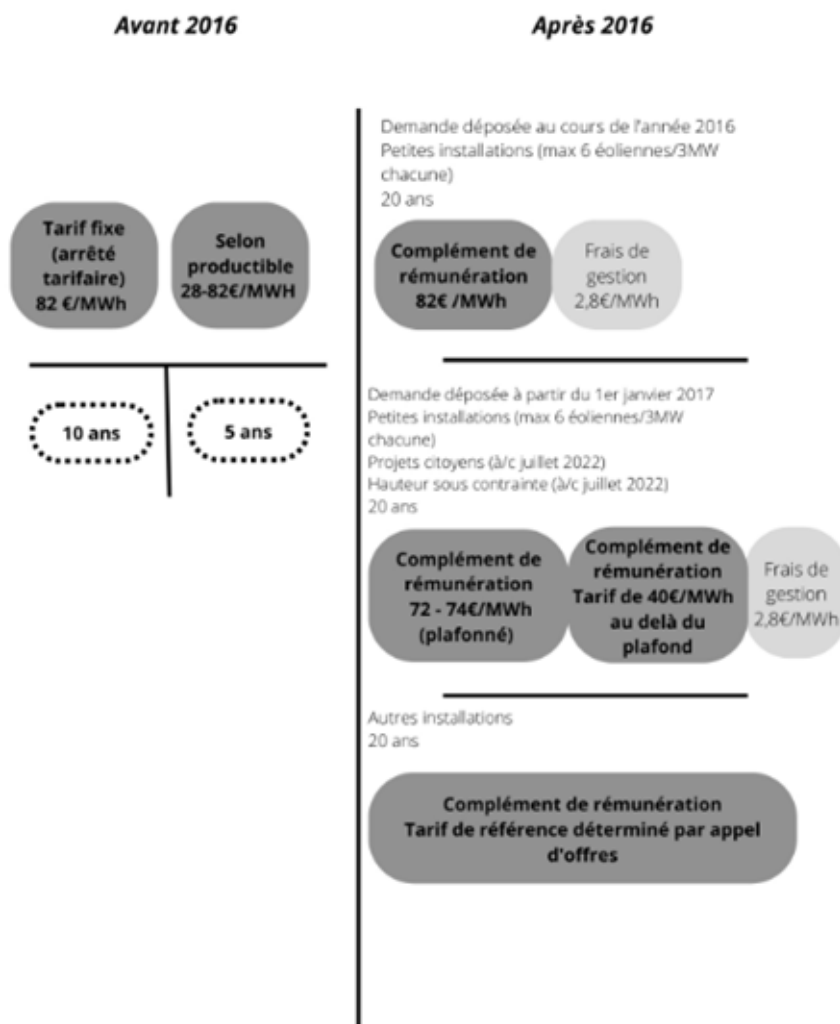 Avant 2016
Après 2016
Tarif fixe
(arrêté
tarifaire)
82 €/MWh
Selon
productible
28-82€/MWH
10 ans
5 ans
Demande déposée au cours de l'année 2016
Petites installations (max 6 éoliennes/3MW
chacune)
20 ans
Complément de
rémunération
82€ /MWh
Frais de
gestion
2,8€/MWh
Demande déposée à partir du 1er janvier 2017
Petites installations (max 6 éoliennes/3MW
chacune)
Projets citoyens (à/c juillet 2022)
Hauteur sous contrainte (à/c juillet 2022)
20 ans
Complément de
rémunération
72 - 74€/MWh
(plafonné)
Complément de
rémunération
Tarif de 40€/MWh
au delà du
plafond
Frais de
gestion
2,8€/MWh
Autres installations
20 ans
Complément de rémunération
Tarif de référence déterminé par appel
d'offres